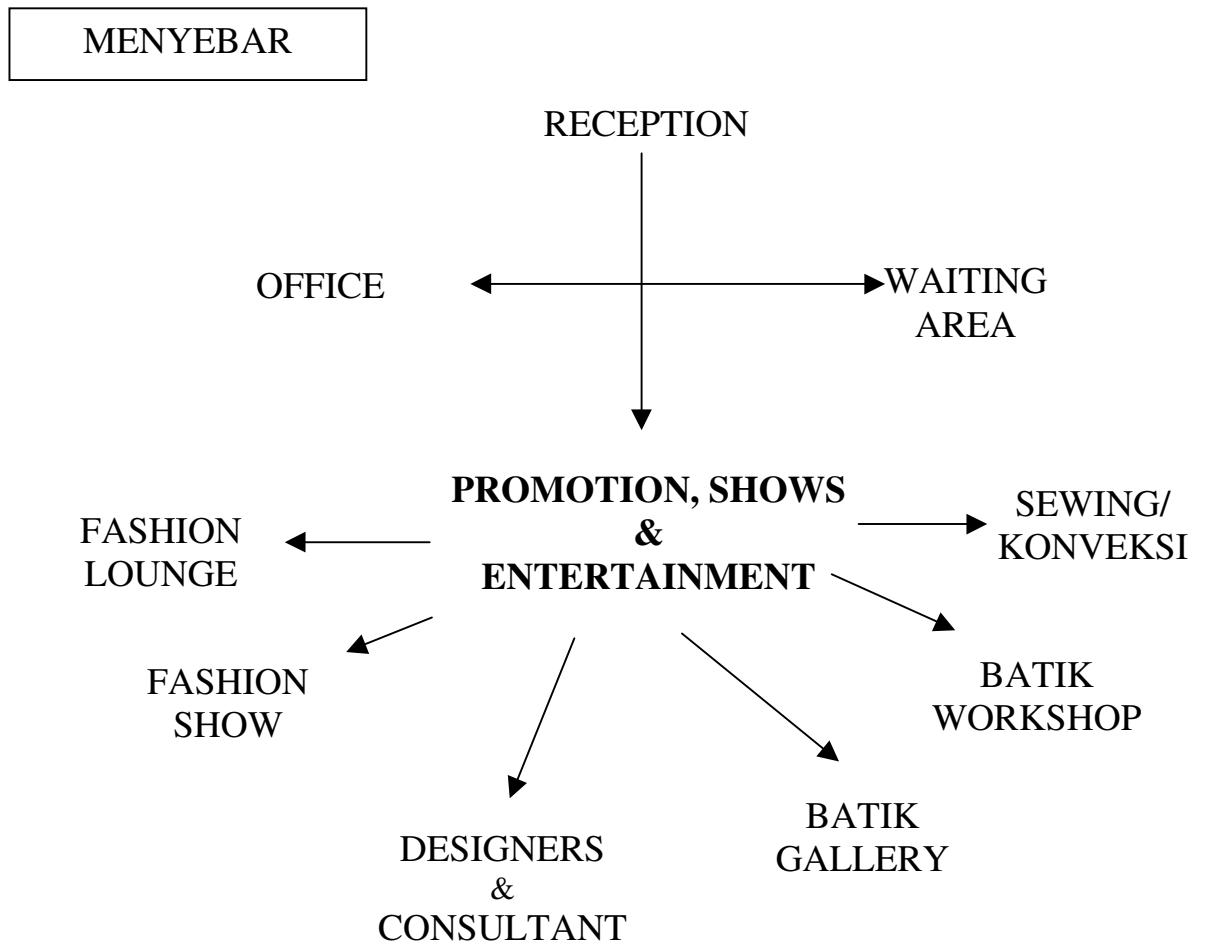 MENYEBAR
RECEPTION
OFFICE
WAITING
AREA
PROMOTION, SHOWS
&
ENTERTAINMENT
SEWING/
KONVEKSI
FASHION
LOUNGE
FASHION
SHOW
BATIK
WORKSHOP
DESIGNERS
&
CONSULTANT
BATIK
GALLERY